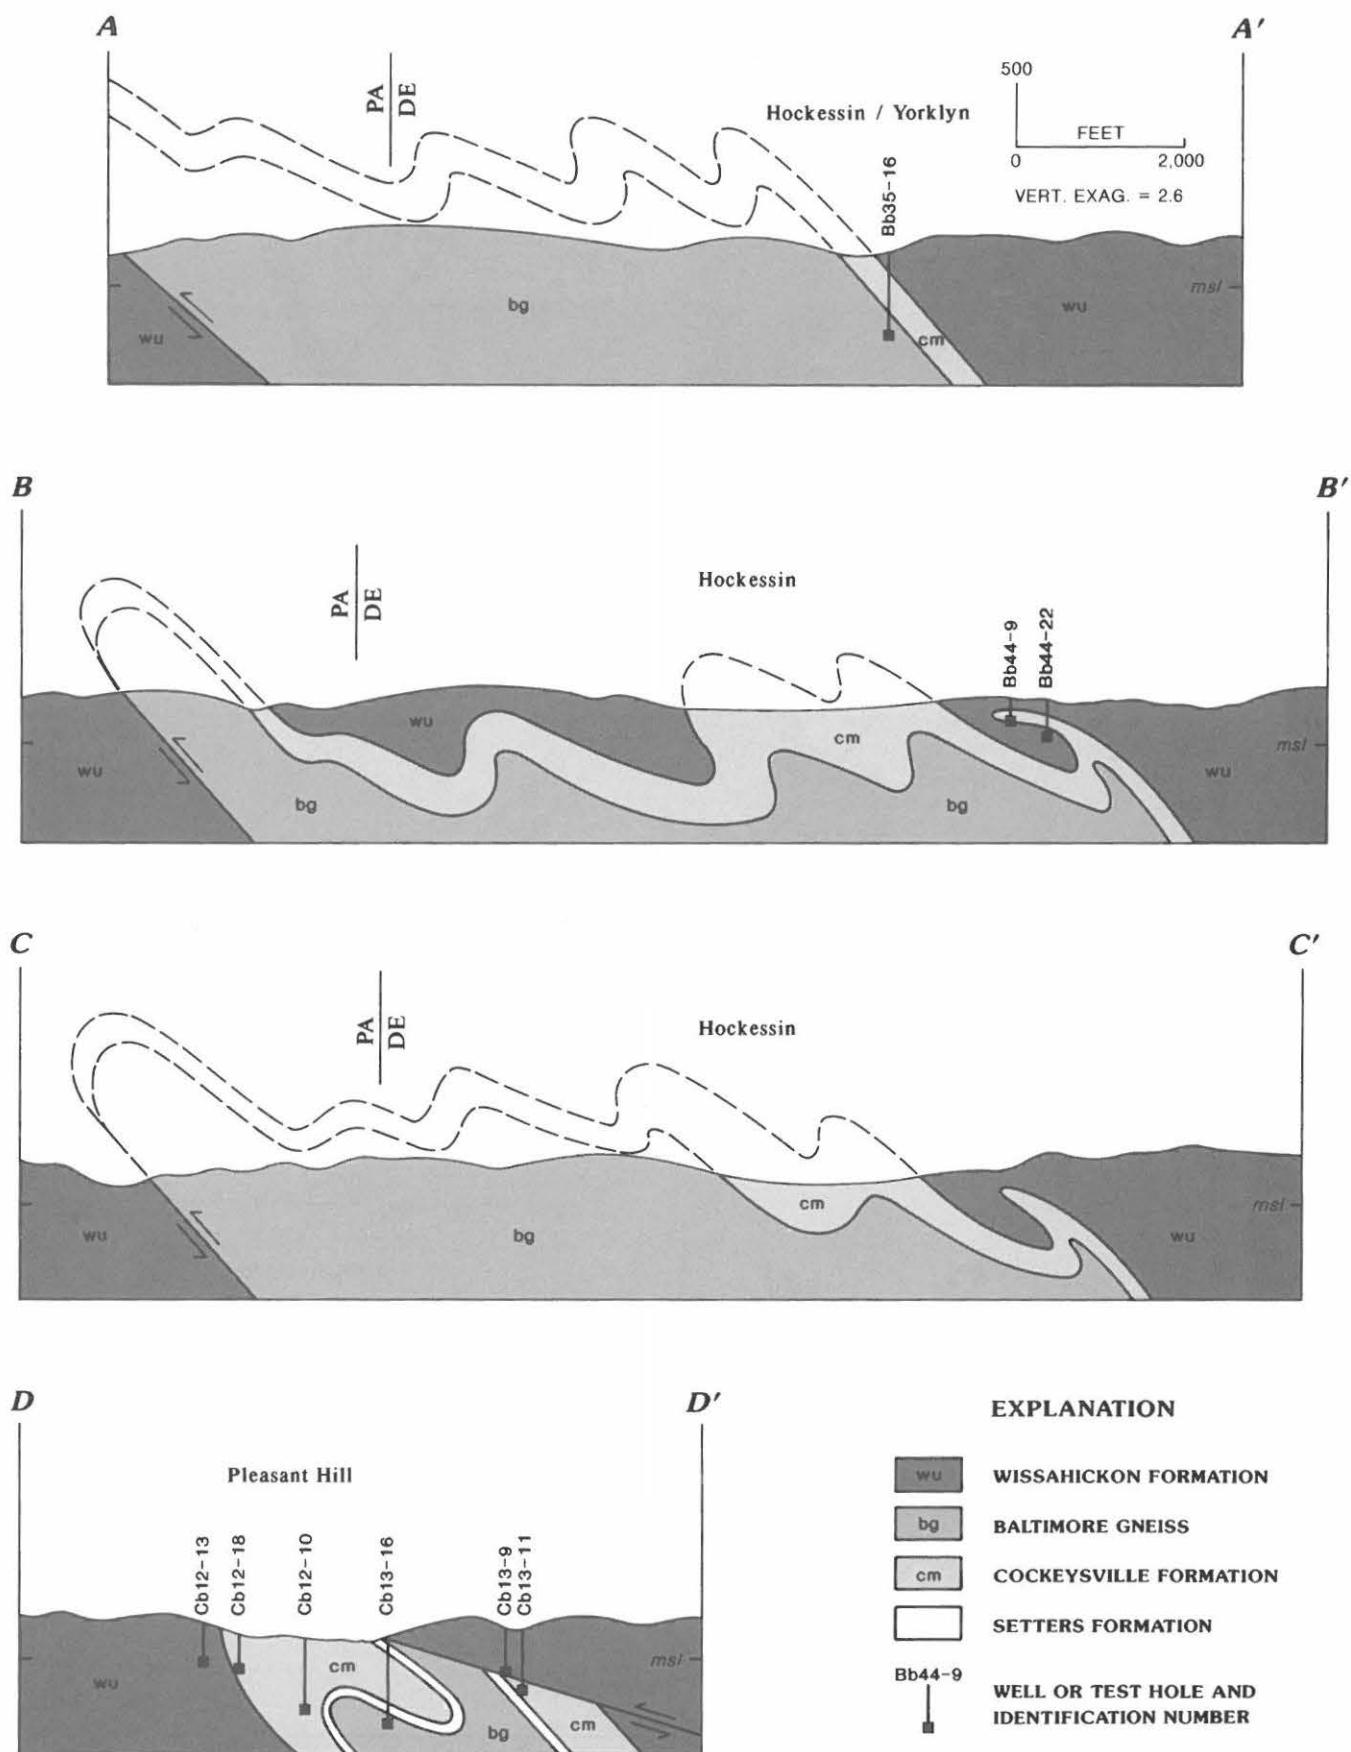 A A'
PA
DE
Hockessin / Yorklyn
Bb35-16
500
FEET
0 2,000
VERT. EXAG. = 2.6
msl
bg
wu
wu
cm
B B'
PA
DE
Hockessin
Bb44-9
Bb44-22
wu
cm
msl
wu
wu
bg
bg
C C'
PA
DE
Hockessin
cm
msl
wu
bg
wu
D D'
Pleasant Hill
Cb12-13
Cb12-18
Cb12-10
Cb13-16
Cb13-9
Cb13-11
cm
msl
wu
bg
cm
EXPLANATION
wu WISSAHICKON FORMATION
bg BALTIMORE GNEISS
cm COCKEYSVILLE FORMATION
SETTERS FORMATION
Bb44-9
WELL OR TEST HOLE AND
IDENTIFICATION NUMBER